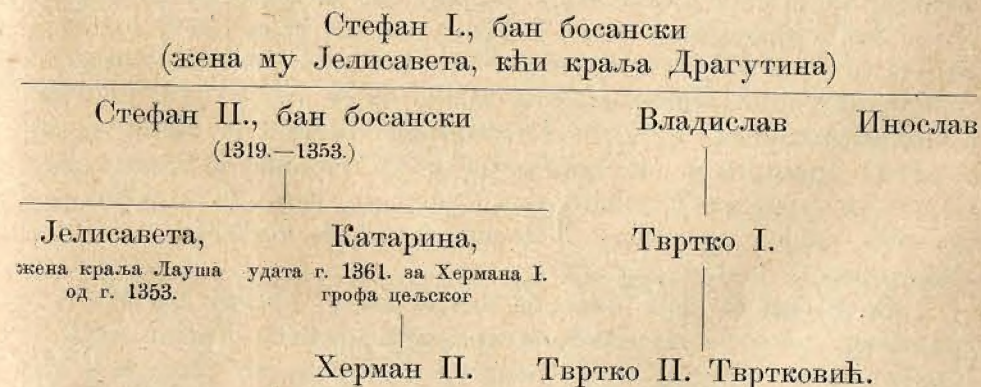 Стефан I., бан босански
(жена му Јелисавета, кћи краља Драгутина)
Стефан II., бан босански Владислав Инослав
(1319.—1353.)
Јелисавета, Катарина, Твртко I.
жена краља Лауша удата г. 1361. за Хермана I.
од г. 1353. грофа цељског
Херман II. Твртко II. Твртковић.